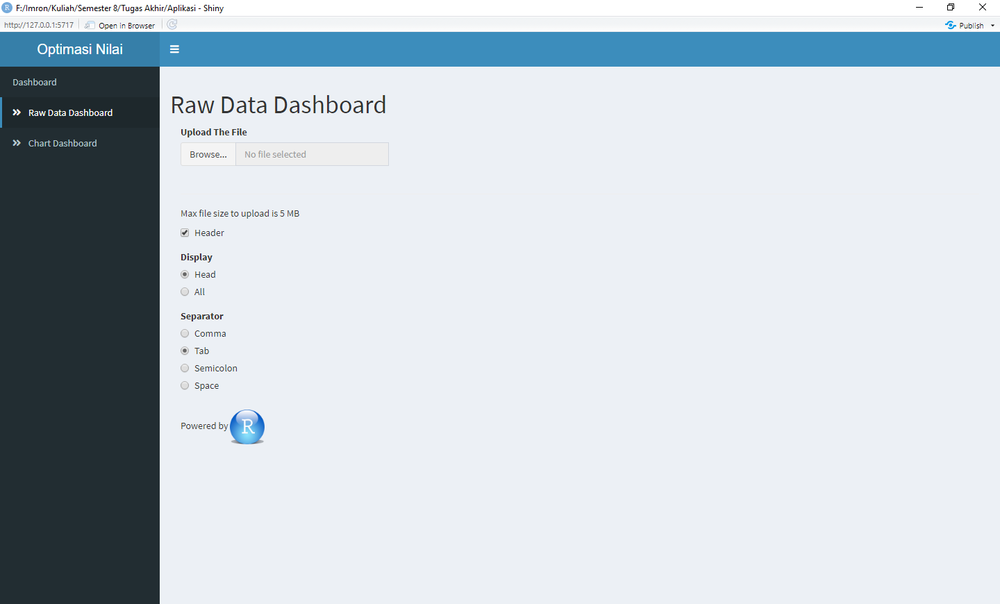 F:/Imron/Kuliah/Semester 8/Tugas Akhir/Aplikasi - Shiny
http://127.0.0.1:5717 Open in Browser Publish
Optimasi Nilai
Dashboard
Raw Data Dashboard
Chart Dashboard
Raw Data Dashboard
Upload The File
Browse... No file selected
Max file size to upload is 5 MB
Header
Display
Head
All
Separator
Comma
Tab
Semicolon
Space
Powered by R